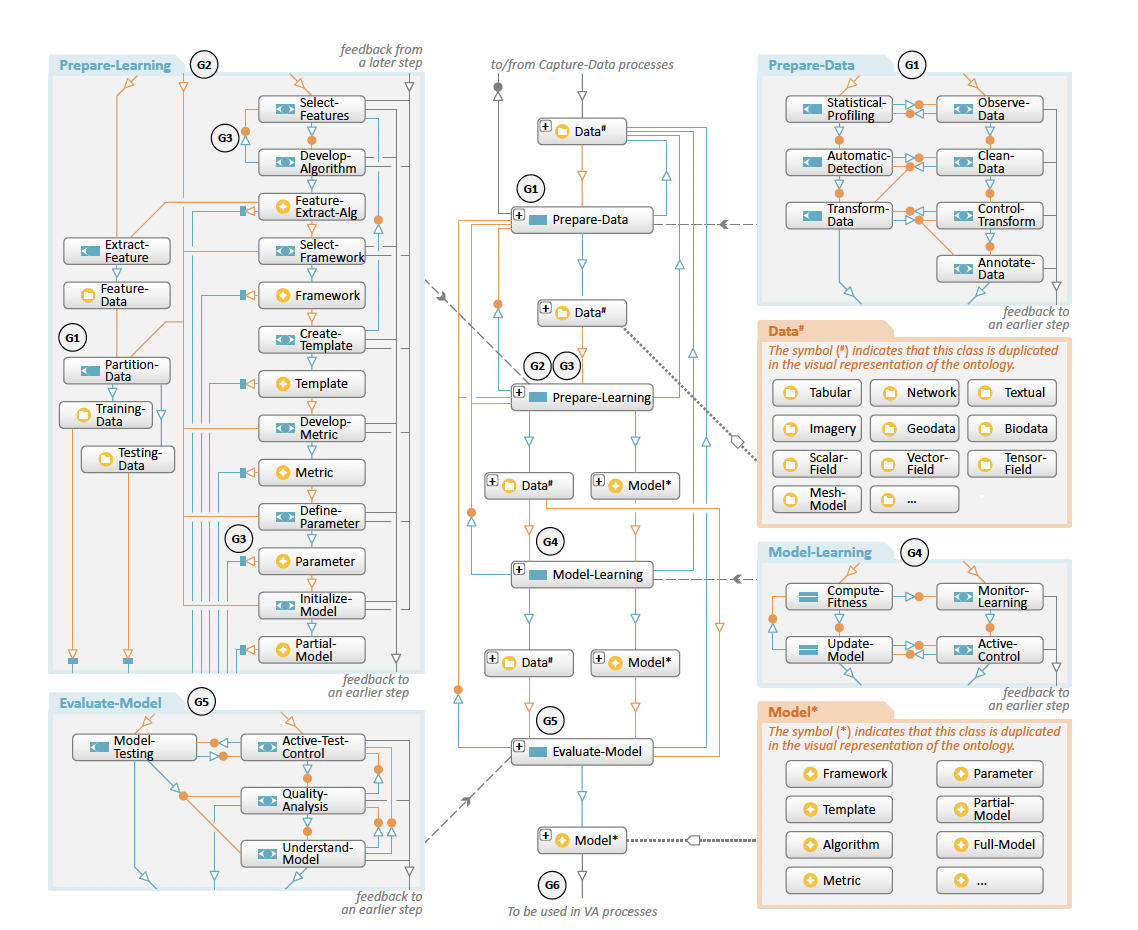 Prepare-Learning
G2
feedback from
a later step
Select-
Features
G3
Develop-
Algorithm
Feature-
Extract-Alg
Extract-
Feature
Select-
Framework
Feature-
Data
Framework
G1
Create-
Template
Partition-
Data
Template
Training-
Data
Develop-
Metric
Testing-
Data
Metric
Define-
Parameter
G3
Parameter
Initialize-
Model
Partial-
Model
feedback to
an earlier step
Evaluate-Model
G5
Model-
Testing
Active-Test-
Control
Quality-
Analysis
Understand-
Model
feedback to
an earlier step
to/from Capture-Data processes
Data#
G1
Prepare-Data
Data#
G2
G3
Prepare-Learning
Data#
Model*
G4
Model-Learning
Data#
Model*
G5
Evaluate-Model
Model*
G6
To be used in VA processes
Prepare-Data
G1
Statistical-
Profiling
Observe-
Data
Automatic-
Detection
Clean-
Data
Transform-
Data
Control-
Transform
Annotate-
Data
feedback to
an earlier step
Data#
The symbol (#) indicates that this class is duplicated
in the visual representation of the ontology.
Tabular
Network
Textual
Imagery
Geodata
Biodata
Scalar-
Field
Vector-
Field
Tensor-
Field
Mesh-
Model
...
Model-Learning
G4
Compute-
Fitness
Monitor-
Learning
Update-
Model
Active-
Control
feedback to
an earlier step
Model*
The symbol (*) indicates that this class is duplicated
in the visual representation of the ontology.
Framework
Parameter
Template
Partial-
Model
Algorithm
Full-Model
Metric
...